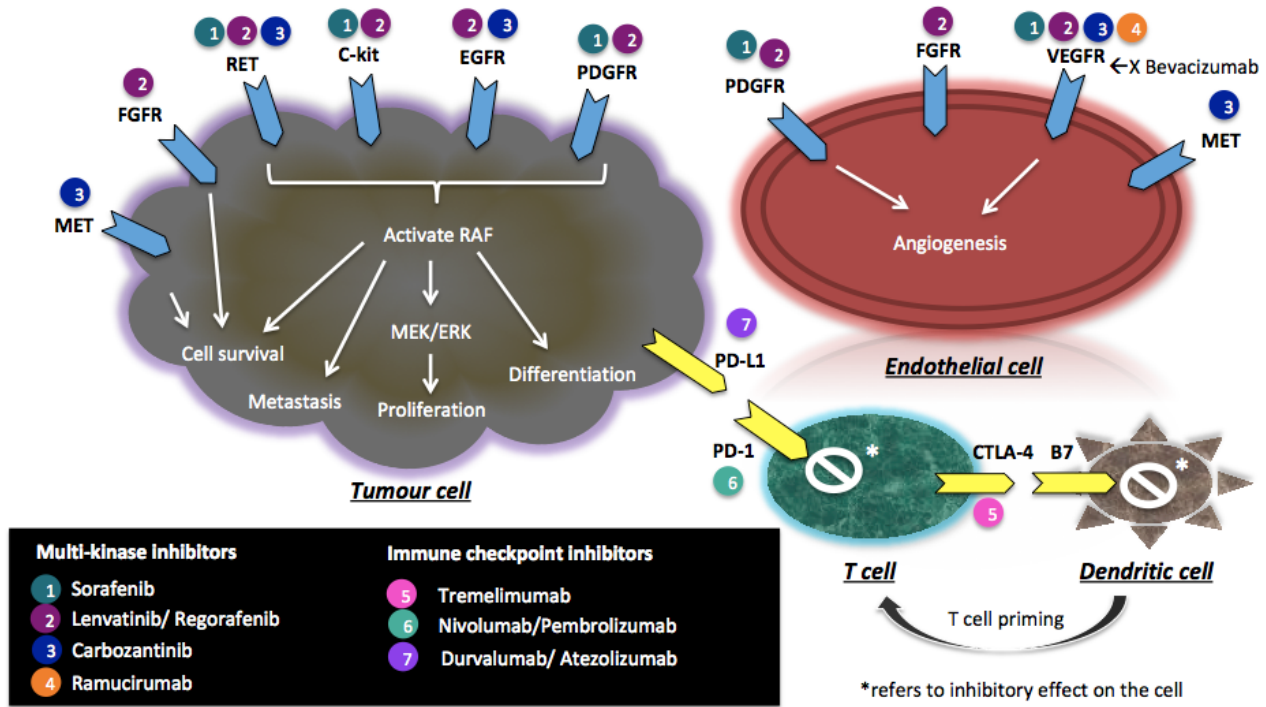 1 2 3
RET
1 2
C-kit
2 3
EGFR
1 2
PDGFR
2
FGFR
3
MET
Activate RAF
MEK/ERK
Cell survival
Metastasis
Proliferation
Differentiation
Tumour cell
1 2
PDGFR
2
FGFR
1 2 3 4
VEGFR
←X Bevacizumab
3
MET
Angiogenesis
Endothelial cell
7
PD-L1
PD-1
6
*
CTLA-4
5
B7
*
T cell
Dendritic cell
T cell priming
*refers to inhibitory effect on the cell
Multi-kinase inhibitors
1 Sorafenib
2 Lenvatinib/ Regorafenib
3 Carbozantinib
4 Ramucirumab
Immune checkpoint inhibitors
5 Tremelimumab
6 Nivolumab/Pembrolizumab
7 Durvalumab/ Atezolizumab